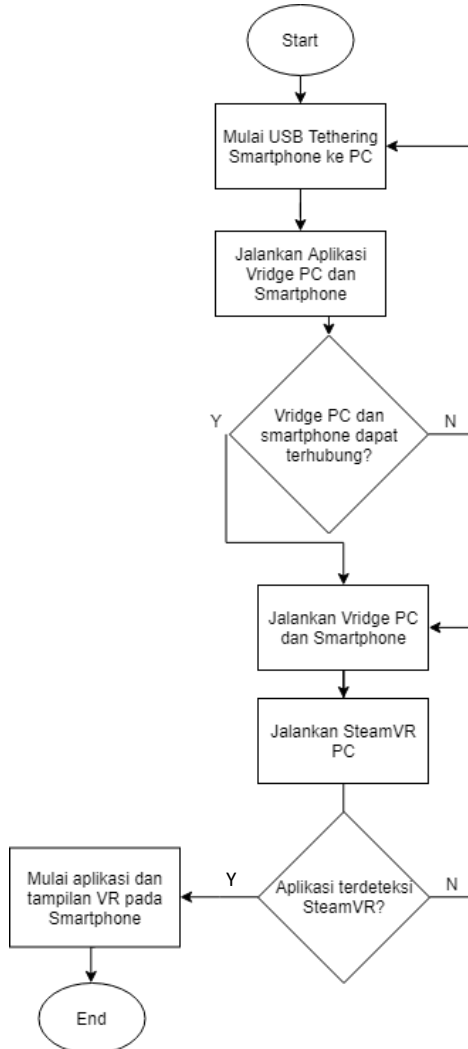 Start
Mulai USB Tethering
Smartphone ke PC
Jalankan Aplikasi
Vridge PC dan
Smartphone
Y
Vridge PC dan
smartphone dapat
terhubung?
N
Jalankan Vridge PC
dan Smartphone
Jalankan SteamVR
PC
Aplikasi terdeteksi
SteamVR?
N
Y
Mulai aplikasi dan
tampilan VR pada
Smartphone
End